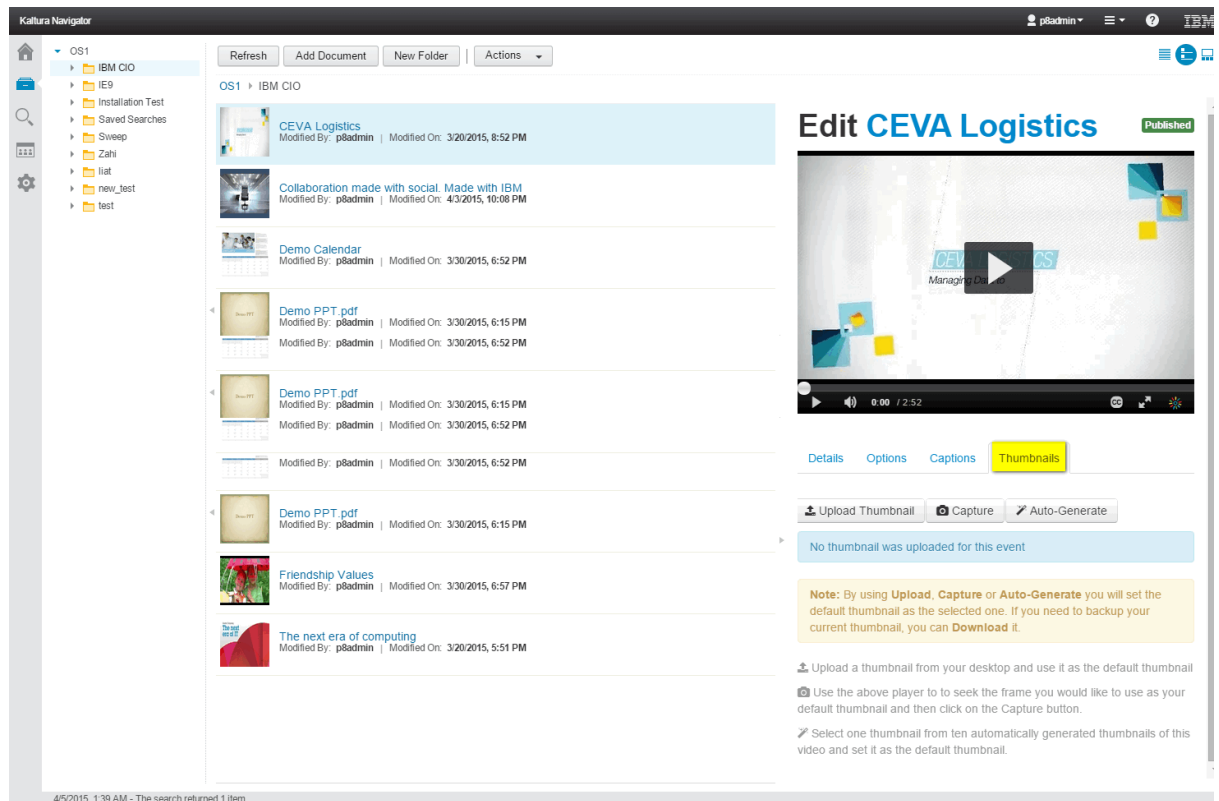 Kaltura Navigator
p8admin
?
IBM
OS1
IBM CIO
IE9
Installation Test
Saved Searches
Sweep
Zahi
liat
new_test
test
Refresh
Add Document
New Folder
Actions
OS1 IBM CIO
CEVA Logistics
Modified By: p8admin | Modified On: 3/20/2015, 8:52 PM
Collaboration made with social. Made with IBM
Modified By: p8admin | Modified On: 4/3/2015, 10:08 PM
Demo Calendar
Modified By: p8admin | Modified On: 3/30/2015, 6:52 PM
Demo PPT
Demo PPT.pdf
Modified By: p8admin | Modified On: 3/30/2015, 6:15 PM
Modified By: p8admin | Modified On: 3/30/2015, 6:52 PM
Demo PPT
Demo PPT.pdf
Modified By: p8admin | Modified On: 3/30/2015, 6:15 PM
Modified By: p8admin | Modified On: 3/30/2015, 6:52 PM
Modified By: p8admin | Modified On: 3/30/2015, 6:52 PM
Demo PPT
Demo PPT.pdf
Modified By: p8admin | Modified On: 3/30/2015, 6:15 PM
Friendship Values
Modified By: p8admin | Modified On: 3/30/2015, 6:57 PM
The next era of computing
Modified By: p8admin | Modified On: 3/20/2015, 5:51 PM
Edit CEVA Logistics
Published
CEVA LOGISTICS
Managing Da to
0:00 / 2:52
CC
Details
Options
Captions
Thumbnails
Upload Thumbnail
Capture
Auto-Generate
No thumbnail was uploaded for this event
Note: By using Upload, Capture or Auto-Generate you will set the
default thumbnail as the selected one. If you need to backup your
current thumbnail, you can Download it.
Upload a thumbnail from your desktop and use it as the default thumbnail
Use the above player to to seek the frame you would like to use as your
default thumbnail and then click on the Capture button.
Select one thumbnail from ten automatically generated thumbnails of this
video and set it as the default thumbnail.
4/5/2015, 1:39 AM - The search returned 1 item.